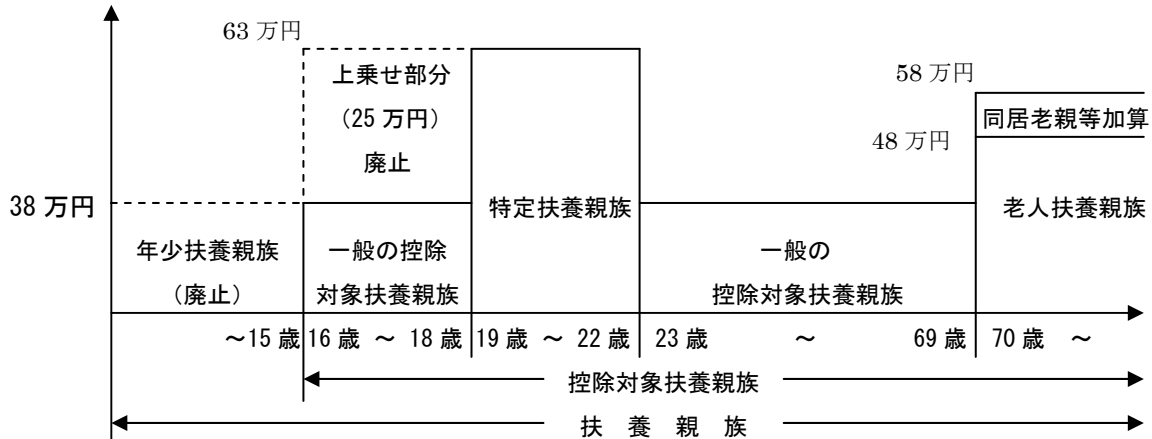 63 万円
上乗せ部分
（25 万円）
廃止
58 万円
同居老親等加算
48 万円
38 万円
特定扶養親族
老人扶養親族
年少扶養親族
（廃止）
一般の控除
対象扶養親族
一般の
控除対象扶養親族
～15 歳 16 歳 ～ 18 歳 19 歳 ～ 22 歳 23 歳 ～ 69 歳 70 歳 ～
控除対象扶養親族
扶 養 親 族